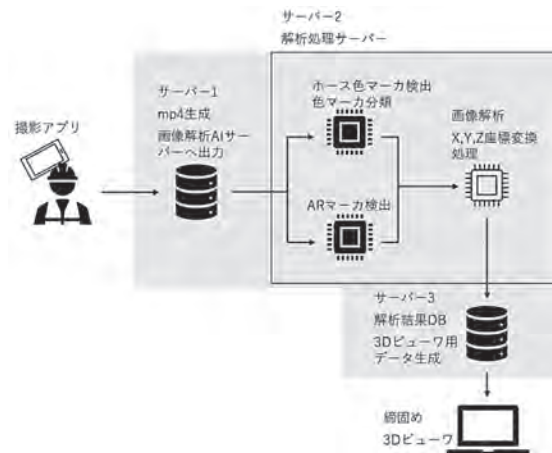 サーバー2
解析処理サーバー
サーバー1
mp4生成
画像解析AIサー
バーへ出力
撮影アプリ
ホース色マーカ検出
色マーカ分類
ARマーカ検出
画像解析
X,Y,Z座標変換
処理
サーバー3
解析結果DB
3Dビューワ用
データ生成
締固め
3Dビューワ